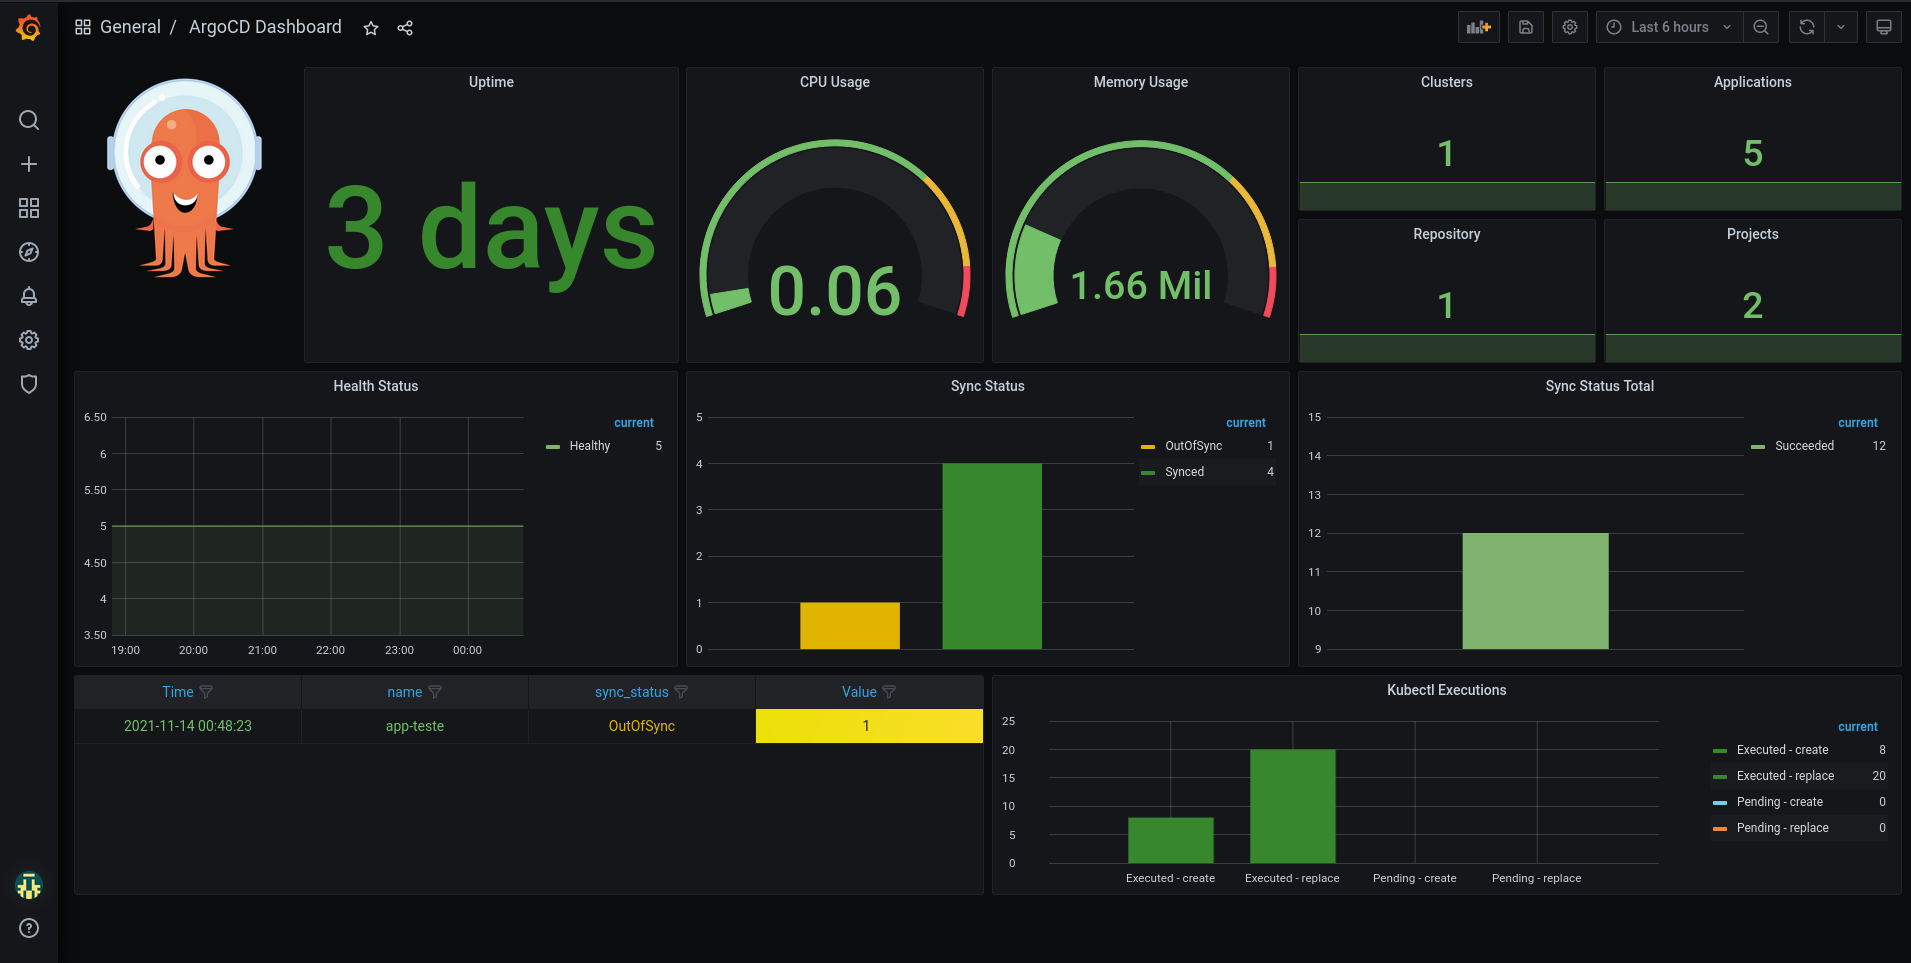 General / ArgoCD Dashboard
Last 6 hours
Uptime
3 days
CPU Usage
0.06
Memory Usage
1.66 Mil
Clusters
1
Applications
5
Repository
1
Projects
2
Health Status
6.50
6
5.50
5
4.50
4
3.50
19:00 20:00 21:00 22:00 23:00 00:00
current
Healthy 5
Sync Status
5
4
3
2
1
0
current
OutOfSync 1
Synced 4
Sync Status Total
15
14
13
12
11
10
9
current
Succeeded 12
Time name sync_status Value
2021-11-14 00:48:23 app-teste OutOfSync 1
Kubectl Executions
25
20
15
10
5
0
Executed - create Executed - replace Pending - create Pending - replace
current
Executed - create 8
Executed - replace 20
Pending - create 0
Pending - replace 0